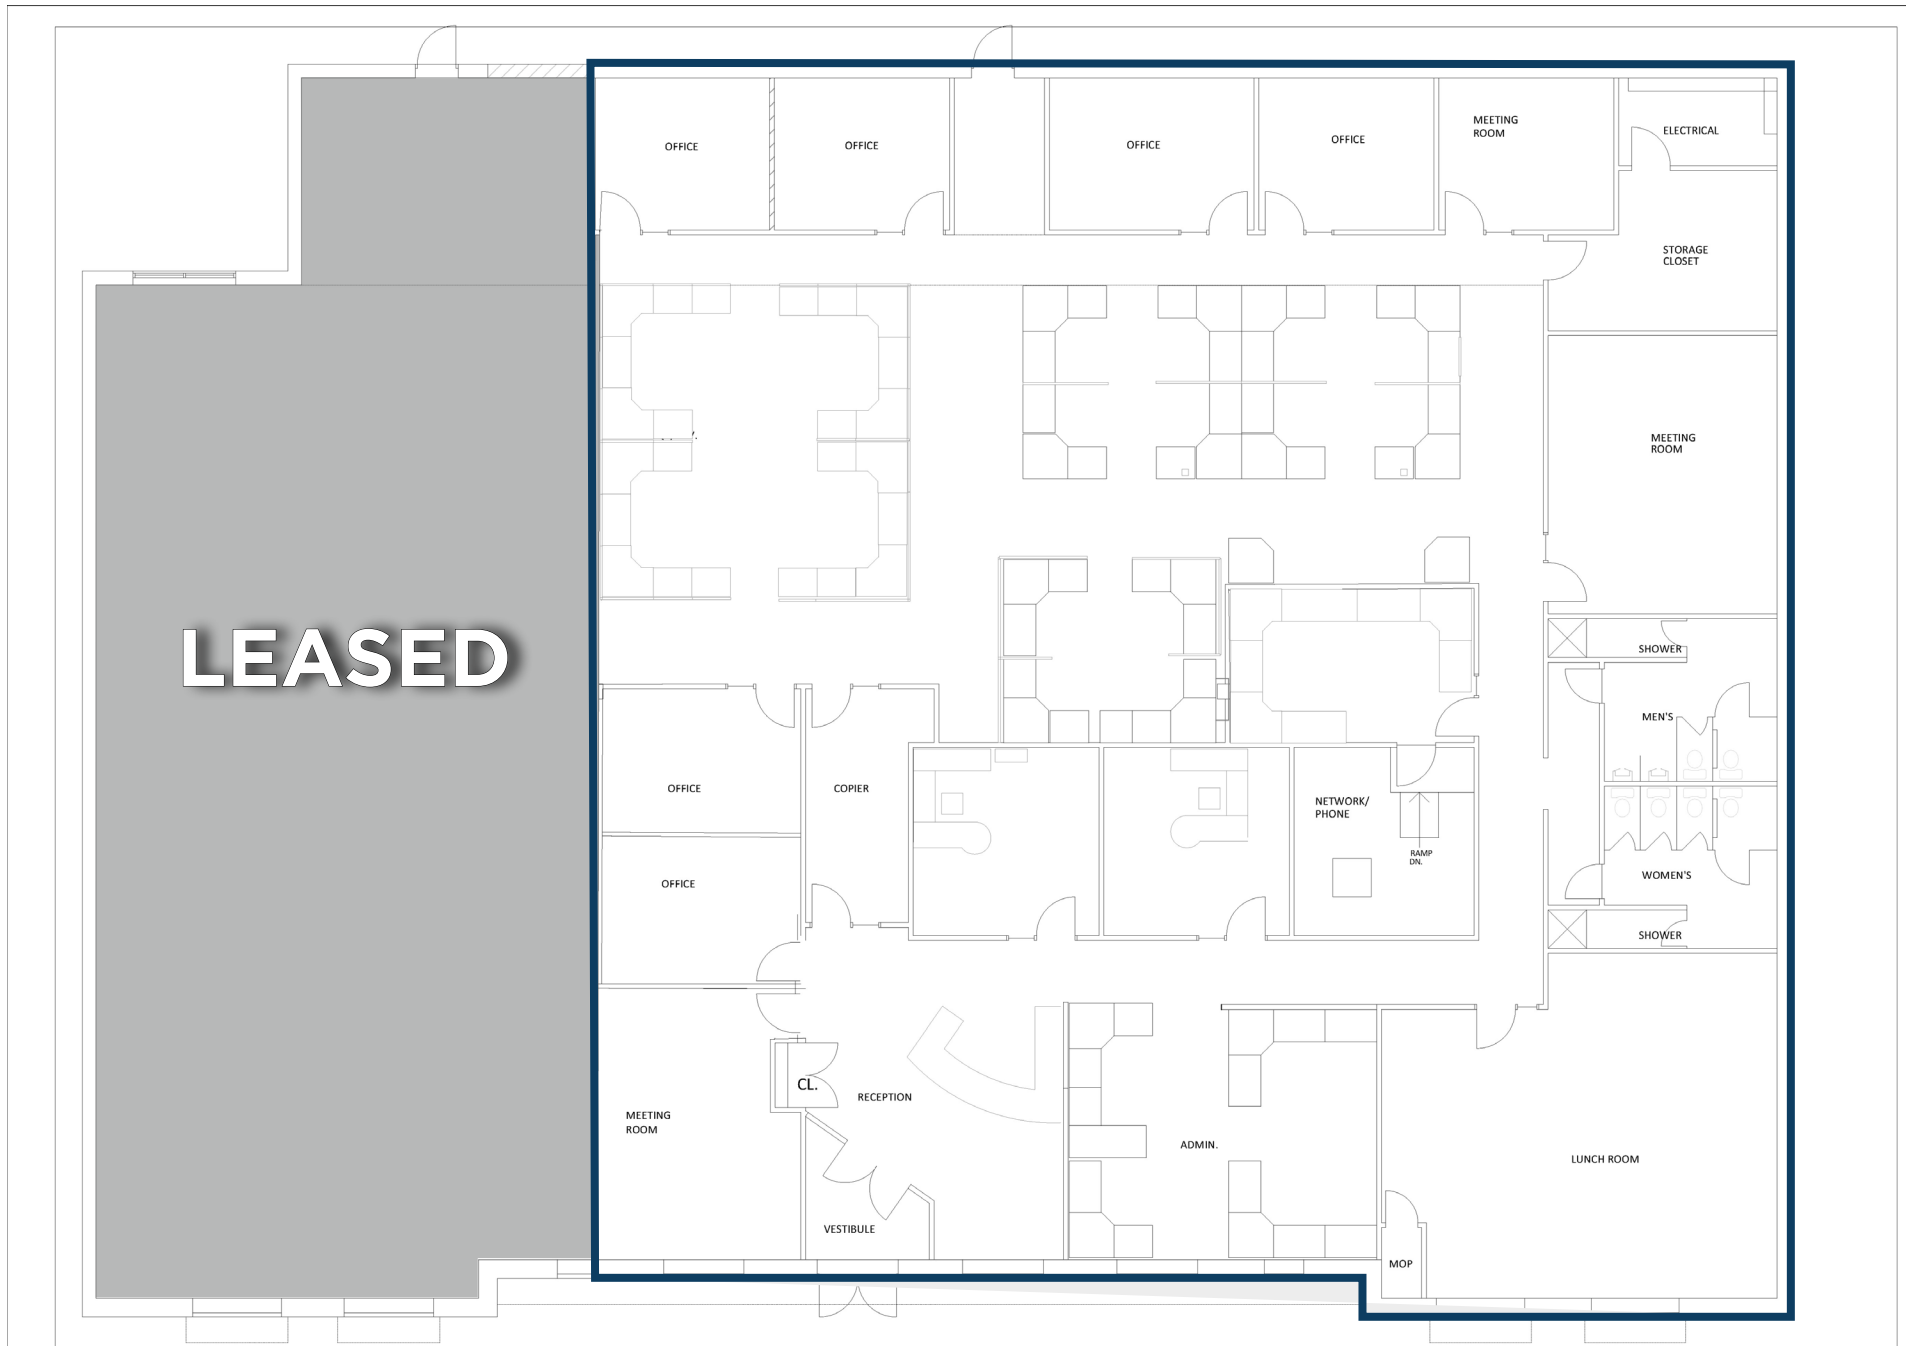 OFFICE
OFFICE
OFFICE
OFFICE
MEETING
ROOM
ELECTRICAL
STORAGE
CLOSET
MEETING
ROOM
LEASED
SHOWER
MEN'S
OFFICE
COPIER
NETWORK/
PHONE
RAMP
DN.
OFFICE
WOMEN'S
SHOWER
CL.
RECEPTION
MEETING
ROOM
ADMIN.
LUNCH ROOM
VESTIBULE
MOP